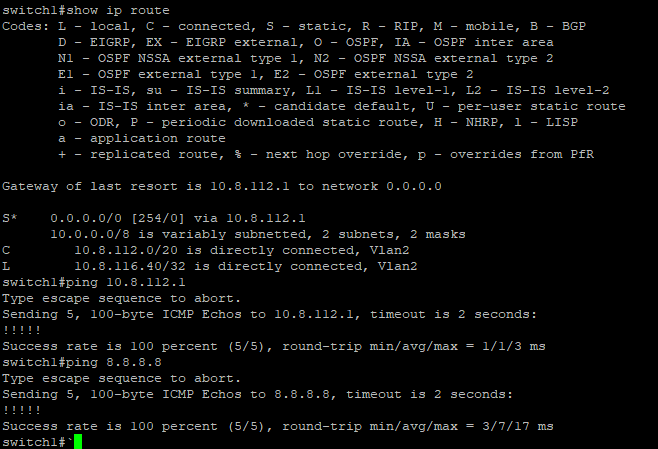 switch1#show ip route
Codes: L - local, C - connected, S - static, R - RIP, M - mobile, B - BGP
       D - EIGRP, EX - EIGRP external, O - OSPF, IA - OSPF inter area
       N1 - OSPF NSSA external type 1, N2 - OSPF NSSA external type 2
       E1 - OSPF external type 1, E2 - OSPF external type 2
       i - IS-IS, su - IS-IS summary, L1 - IS-IS level-1, L2 - IS-IS level-2
       ia - IS-IS inter area, * - candidate default, U - per-user static route
       o - ODR, P - periodic downloaded static route, H - NHRP, l - LISP
       a - application route
       + - replicated route, % - next hop override, p - overrides from PfR
Gateway of last resort is 10.8.112.1 to network 0.0.0.0
S*    0.0.0.0/0 [254/0] via 10.8.112.1
      10.0.0.0/8 is variably subnetted, 2 subnets, 2 masks
C        10.8.112.0/20 is directly connected, Vlan2
L        10.8.116.40/32 is directly connected, Vlan2
switch1#ping 10.8.112.1
Type escape sequence to abort.
Sending 5, 100-byte ICMP Echos to 10.8.112.1, timeout is 2 seconds:
!!!!!
Success rate is 100 percent (5/5), round-trip min/avg/max = 1/1/3 ms
switch1#ping 8.8.8.8
Type escape sequence to abort.
Sending 5, 100-byte ICMP Echos to 8.8.8.8, timeout is 2 seconds:
!!!!!
Success rate is 100 percent (5/5), round-trip min/avg/max = 3/7/17 ms
switch1#`